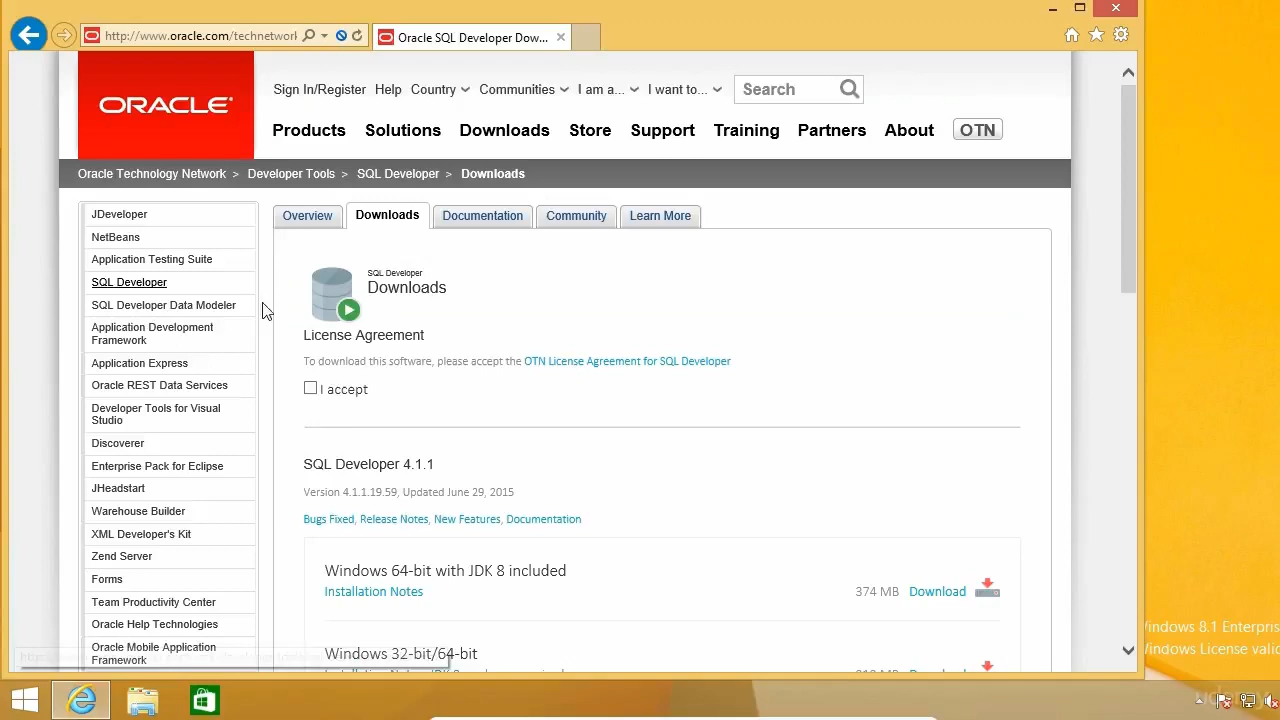 http://www.oracle.com/technetwork
Oracle SQL Developer Dow...
ORACLE
Sign In/Register Help Country Communities I am a... I want to... Search
Products Solutions Downloads Store Support Training Partners About OTN
Oracle Technology Network > Developer Tools > SQL Developer > Downloads
JDeveloper
NetBeans
Application Testing Suite
SQL Developer
SQL Developer Data Modeler
Application Development
Framework
Application Express
Oracle REST Data Services
Developer Tools for Visual
Studio
Discoverer
Enterprise Pack for Eclipse
JHeadstart
Warehouse Builder
XML Developer's Kit
Zend Server
Forms
Team Productivity Center
Oracle Help Technologies
Oracle Mobile Application
Framework
Overview Downloads Documentation Community Learn More
SQL Developer
Downloads
License Agreement
To download this software, please accept the OTN License Agreement for SQL Developer
I accept
SQL Developer 4.1.1
Version 4.1.1.19.59, Updated June 29, 2015
Bugs Fixed, Release Notes, New Features, Documentation
Windows 64-bit with JDK 8 included
Installation Notes 374 MB Download
Windows 32-bit/64-bit
indows 8.1 Enterpris
indows License valid